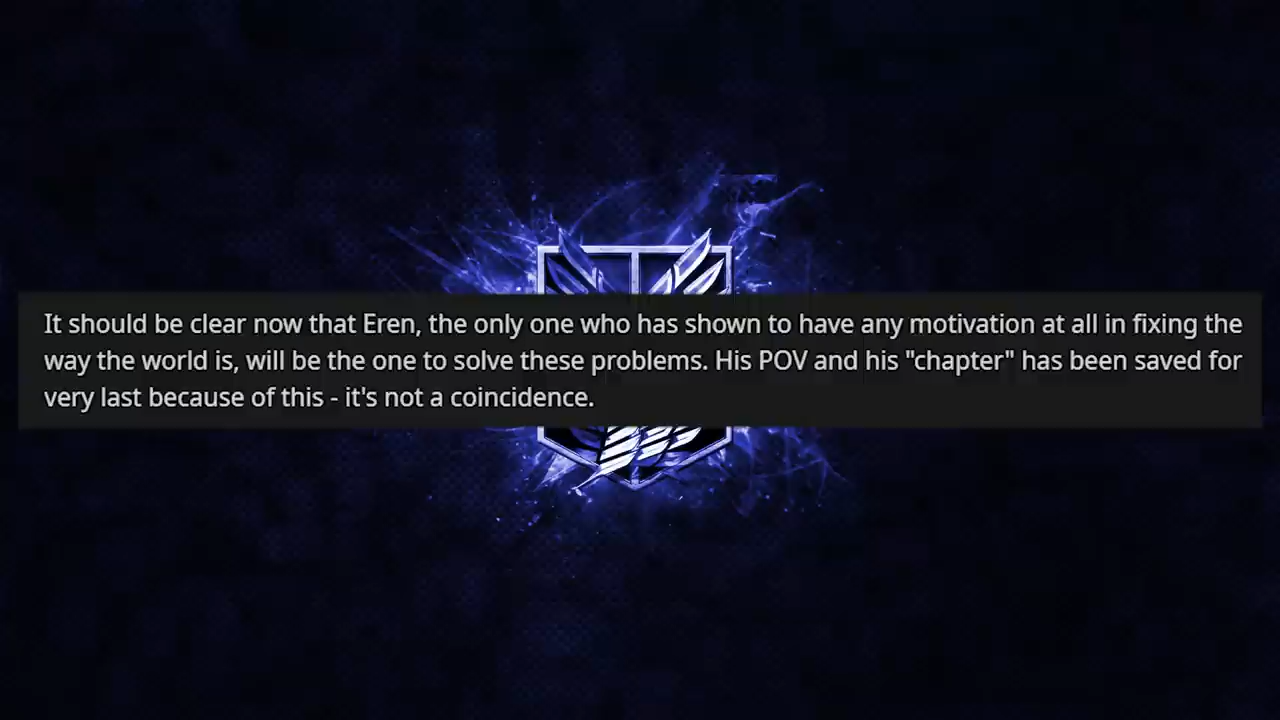 It should be clear now that Eren, the only one who has shown to have any motivation at all in fixing the
way the world is, will be the one to solve these problems. His POV and his "chapter" has been saved for
very last because of this - it's not a coincidence.